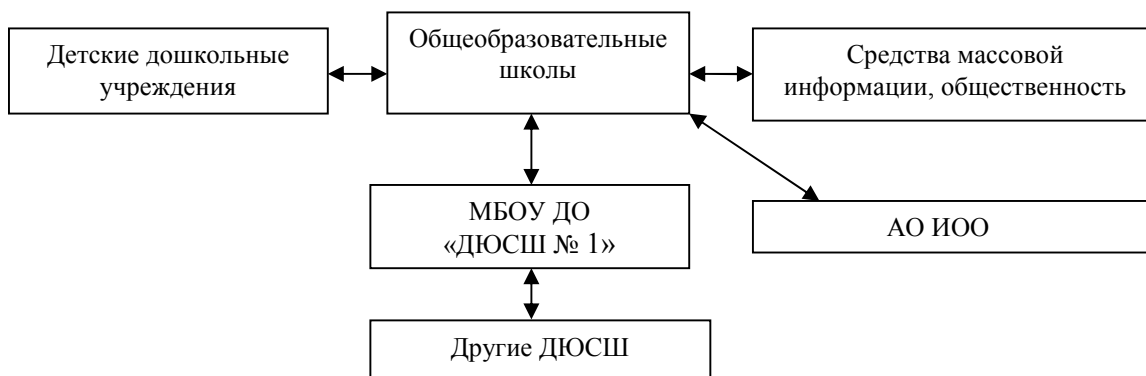 Детские дошкольные
учреждения
Общеобразовательные
школы
Средства массовой
информации, общественность
МБОУ ДО
«ДЮСШ № 1»
АО ИОО
Другие ДЮСШ